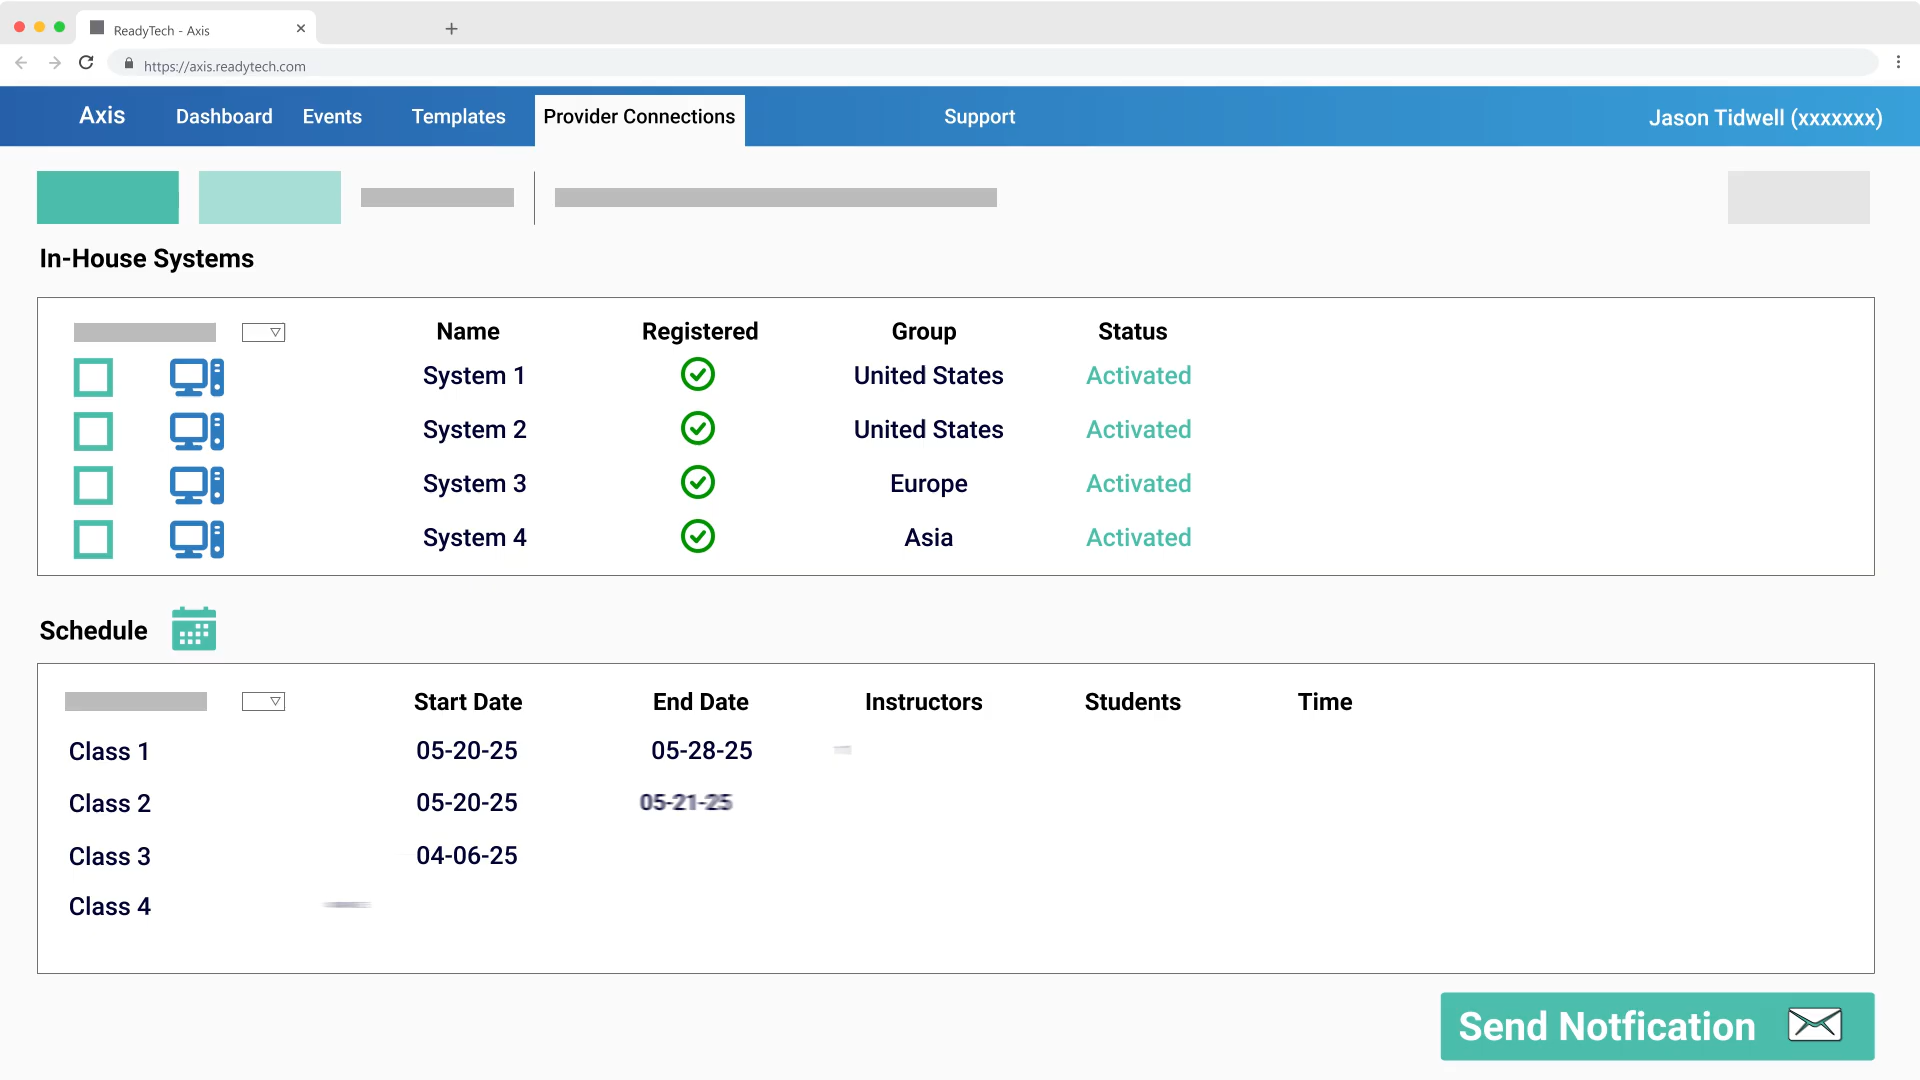 ReadyTech - Axis
https://axis.readytech.com
Axis Dashboard Events Templates Provider Connections Support Jason Tidwell (xxxxxxx)
In-House Systems
Name Registered Group Status
System 1 United States Activated
System 2 United States Activated
System 3 Europe Activated
System 4 Asia Activated
Schedule
Start Date End Date Instructors Students Time
Class 1 05-20-25 05-28-25
Class 2 05-20-25 05-21-25
Class 3 04-06-25
Class 4
Send Notfication